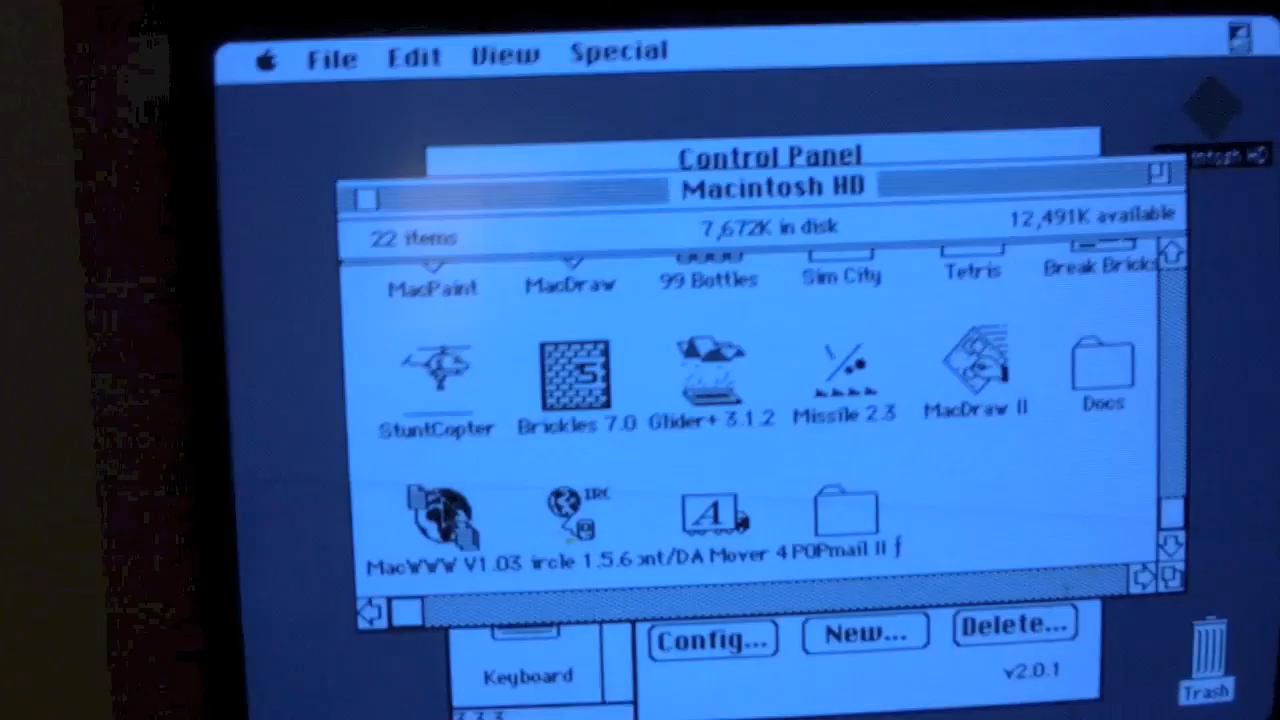 File Edit View Special
Control Panel
Macintosh HD
22 items 7,672K in disk 12,491K available
MacPaint MacDraw 99 Bottles Sim City Tetris Break Bricks
StuntCopter Brickles 7.0 Glider+ 3.1.2 Missile 2.3 MacDraw II Docs
IRC
A
MacWWW V1.03 ircle 1.5.6 ont/DA Mover 4 POPmail II ƒ
Config... New... Delete...
Keyboard v2.0.1
Trash